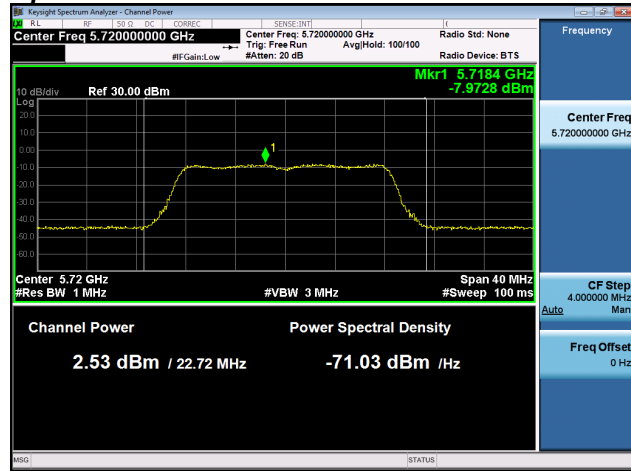 Keysight Spectrum Analyzer - Channel Power
RL RF 50 Ω DC CORREC SENSE:INT
Center Freq 5.720000000 GHz
#IFGain:Low
Center Freq: 5.720000000 GHz
Trig: Free Run Avg|Hold: 100/100
#Atten: 20 dB
Radio Std: None
Radio Device: BTS
Mkr1 5.7184 GHz
-7.9728 dBm
10 dB/div Ref 30.00 dBm
Log
20.0
10.0
0.00
-10.0
-20.0
-30.0
-40.0
-50.0
-60.0
1
Center 5.72 GHz Span 40 MHz
#Res BW 1 MHz #VBW 3 MHz #Sweep 100 ms
Channel Power Power Spectral Density
2.53 dBm / 22.72 MHz -71.03 dBm /Hz
Frequency
Center Freq
5.720000000 GHz
CF Step
4.000000 MHz
Auto Man
Freq Offset
0 Hz
MSG STATUS